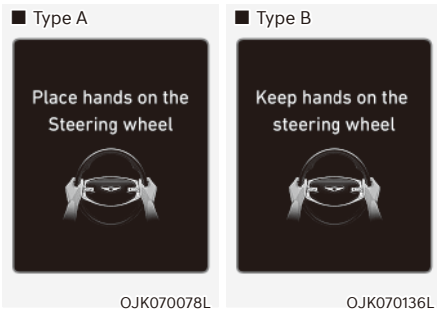 ■ Type A
Place hands on the
Steering wheel
OJK070078L
■ Type B
Keep hands on the
steering wheel
OJK070136L